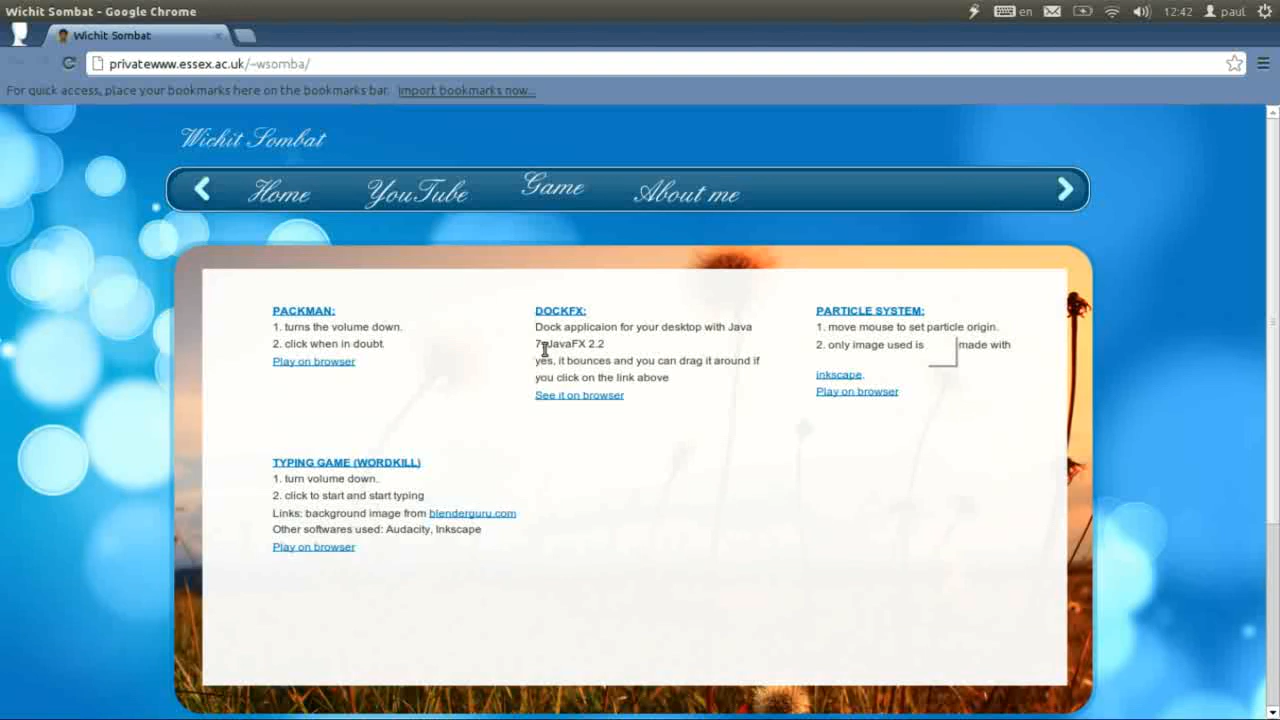 Wichit Sombat - Google Chrome
en
12:42
paul
Wichit Sombat
privatewww.essex.ac.uk/~wsomba/
For quick access, place your bookmarks here on the bookmarks bar. Import bookmarks now...
Wichit Sombat
Home YouTube Game About me
PACKMAN:
1. turns the volume down.
2. click when in doubt.
Play on browser
DOCKFX:
Dock applicaion for your desktop with Java
7, JavaFX 2.2
yes, it bounces and you can drag it around if
you click on the link above
See it on browser
PARTICLE SYSTEM:
1. move mouse to set particle origin.
2. only image used is made with
inkscape.
Play on browser
TYPING GAME (WORDKILL)
1. turn volume down..
2. click to start and start typing
Links: background image from blenderguru.com
Other softwares used: Audacity, Inkscape
Play on browser